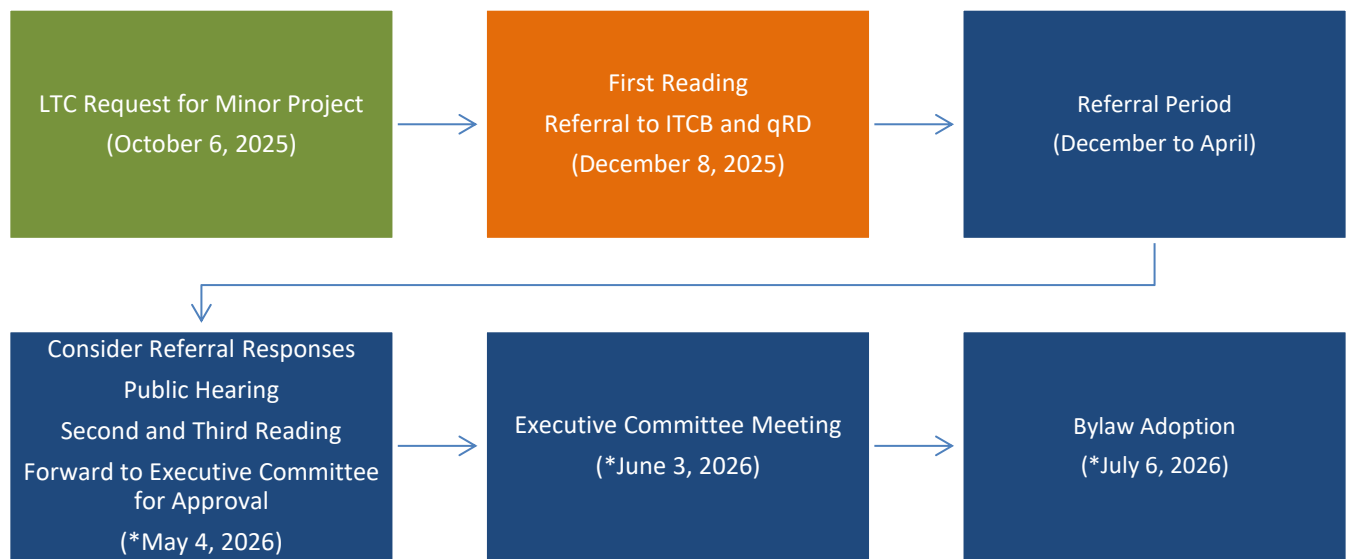 LTC Request for Minor Project
(October 6, 2025)
First Reading
Referral to ITCB and qRD
(December 8, 2025)
Referral Period
(December to April)
Consider Referral Responses
Public Hearing
Second and Third Reading
Forward to Executive Committee
for Approval
(*May 4, 2026)
Executive Committee Meeting
(*June 3, 2026)
Bylaw Adoption
(*July 6, 2026)